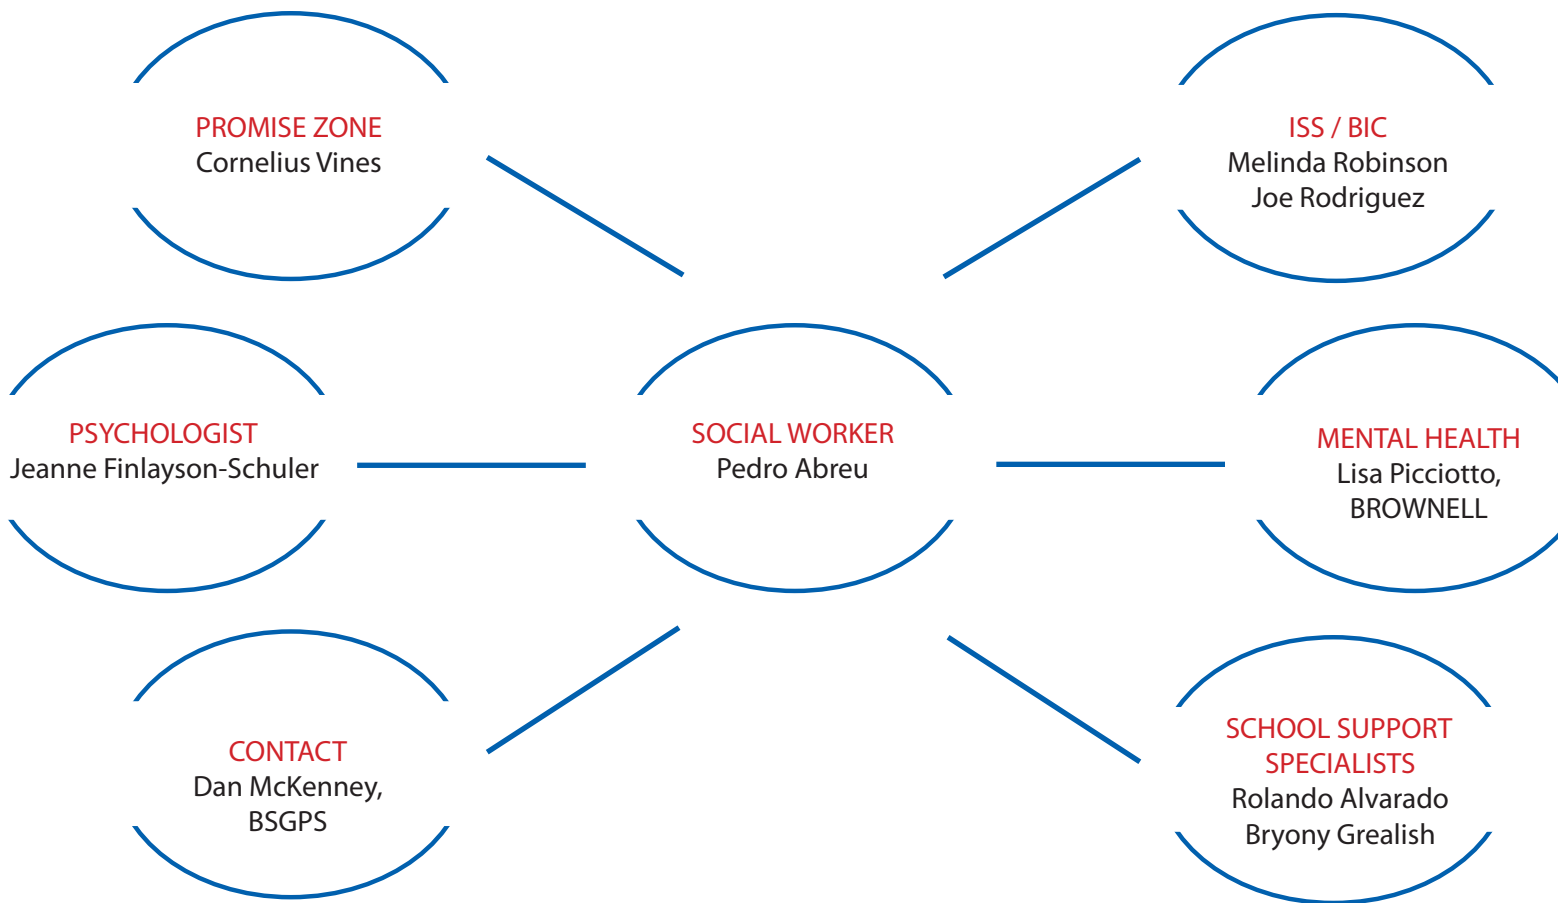 PROMISE ZONE
Cornelius Vines
ISS / BIC
Melinda Robinson
Joe Rodriguez
PSYCHOLOGIST
Jeanne Finlayson-Schuler
SOCIAL WORKER
Pedro Abreu
MENTAL HEALTH
Lisa Picciotto,
BROWNELL
CONTACT
Dan McKenney,
BSGPS
SCHOOL SUPPORT
SPECIALISTS
Rolando Alvarado
Bryony Grealish